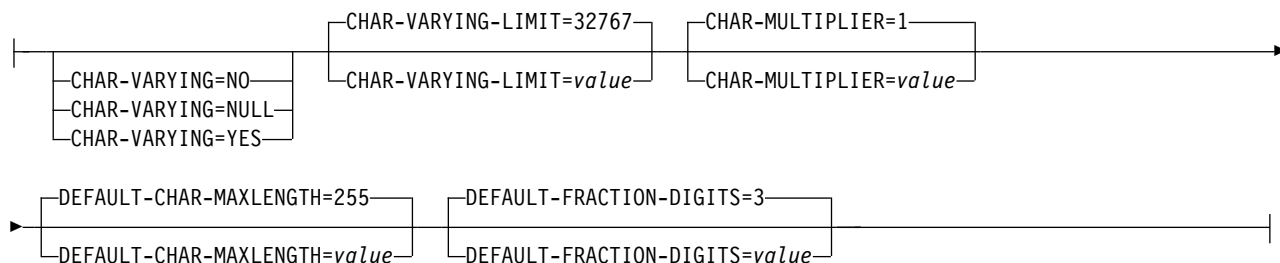 CHAR-VARYING-LIMIT=32767 CHAR-MULTIPLIER=1
CHAR-VARYING=NO CHAR-VARYING-LIMIT=value CHAR-MULTIPLIER=value
CHAR-VARYING=NULL
CHAR-VARYING=YES
DEFAULT-CHAR-MAXLENGTH=255 DEFAULT-FRACTION-DIGITS=3
DEFAULT-CHAR-MAXLENGTH=value DEFAULT-FRACTION-DIGITS=value